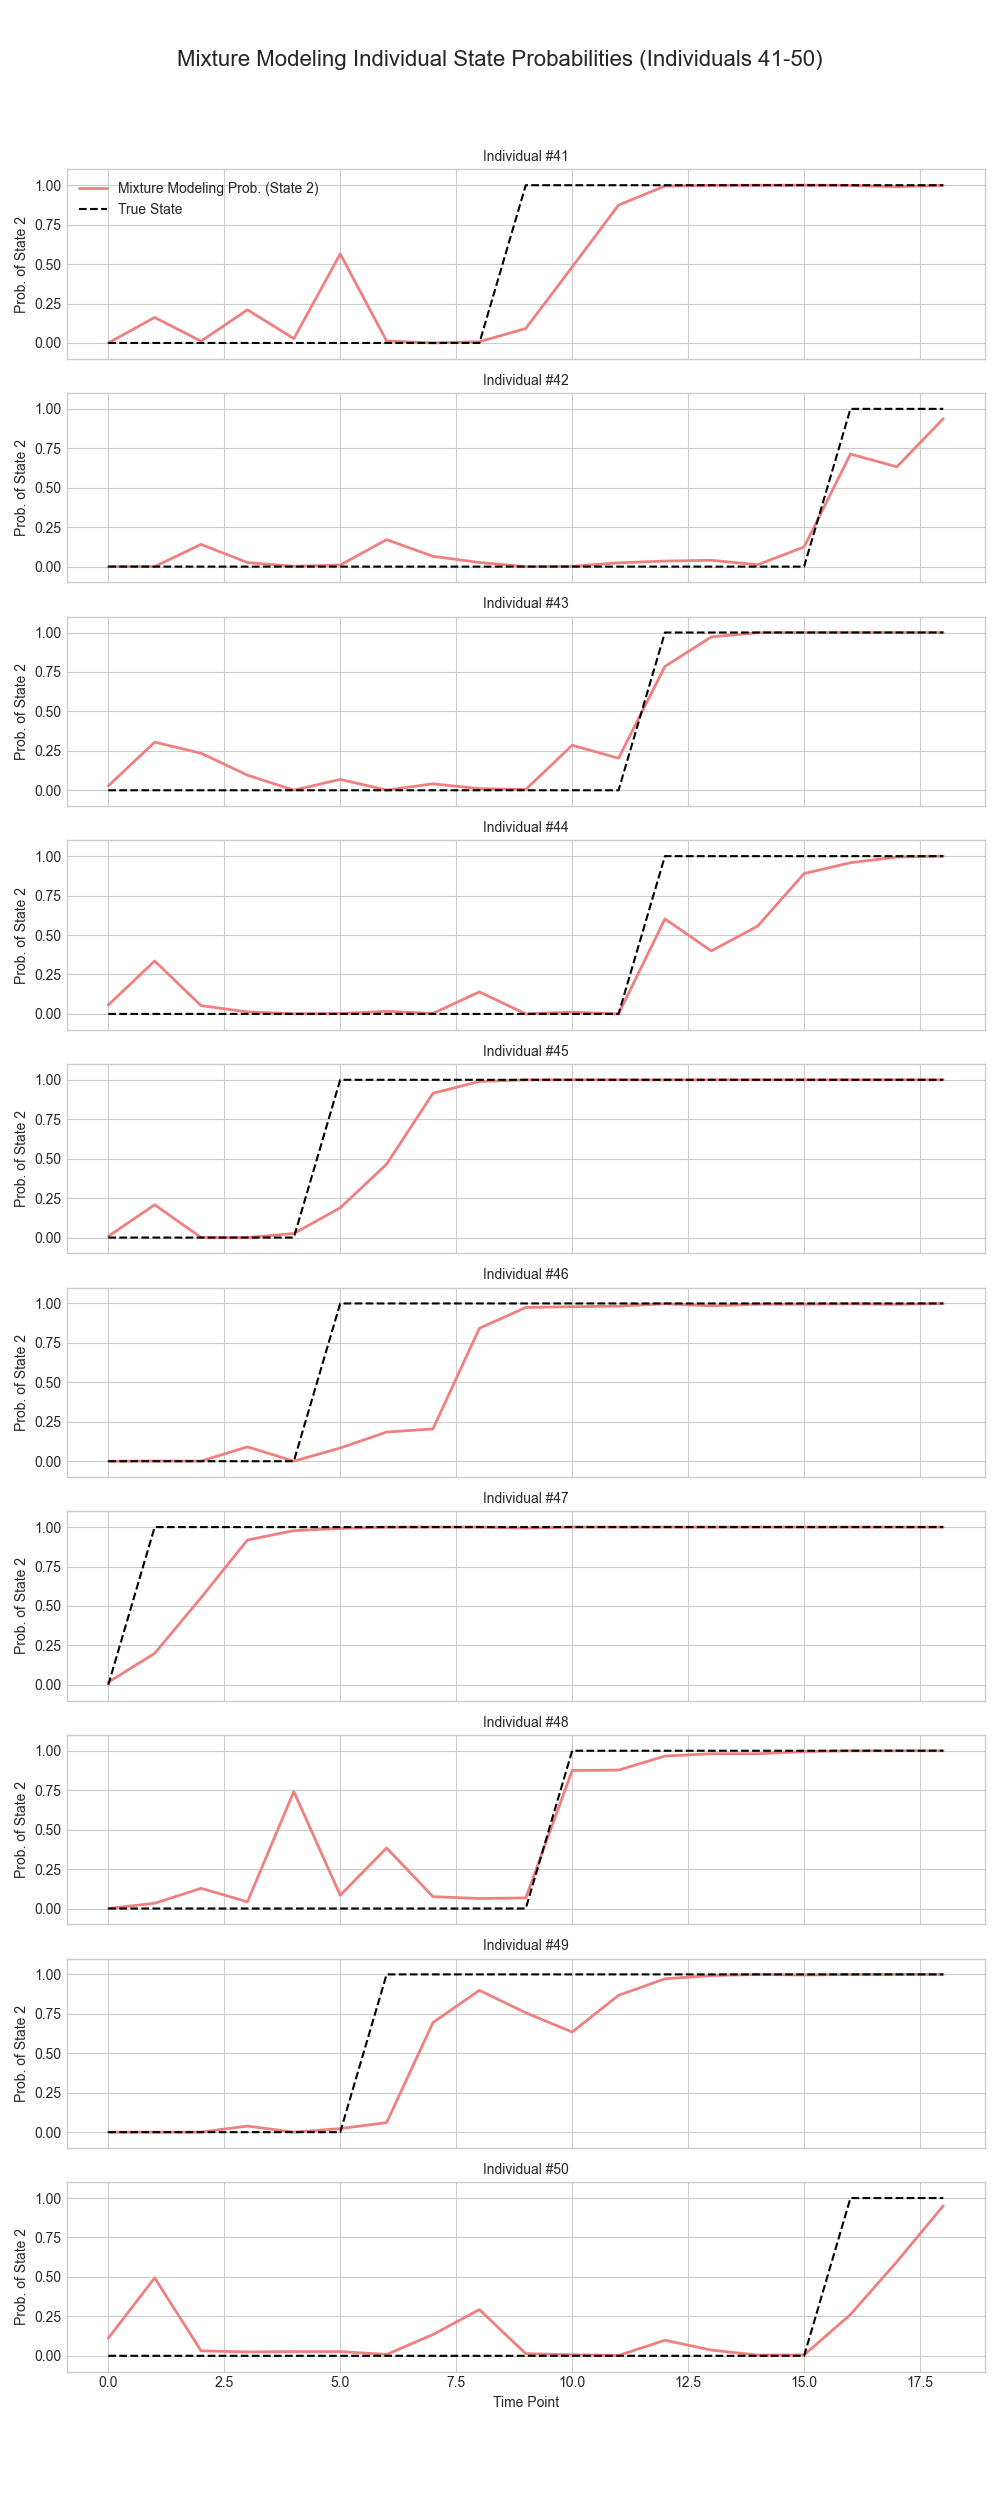 Mixture Modeling Individual State Probabilities (Individuals 41-50)
Individual #41
Mixture Modeling Prob. (State 2)
True State
Prob. of State 2
1.00
0.75
0.50
0.25
0.00
Individual #42
Prob. of State 2
1.00
0.75
0.50
0.25
0.00
Individual #43
Prob. of State 2
1.00
0.75
0.50
0.25
0.00
Individual #44
Prob. of State 2
1.00
0.75
0.50
0.25
0.00
Individual #45
Prob. of State 2
1.00
0.75
0.50
0.25
0.00
Individual #46
Prob. of State 2
1.00
0.75
0.50
0.25
0.00
Individual #47
Prob. of State 2
1.00
0.75
0.50
0.25
0.00
Individual #48
Prob. of State 2
1.00
0.75
0.50
0.25
0.00
Individual #49
Prob. of State 2
1.00
0.75
0.50
0.25
0.00
Individual #50
Prob. of State 2
1.00
0.75
0.50
0.25
0.00
0.0 2.5 5.0 7.5 10.0 12.5 15.0 17.5
Time Point